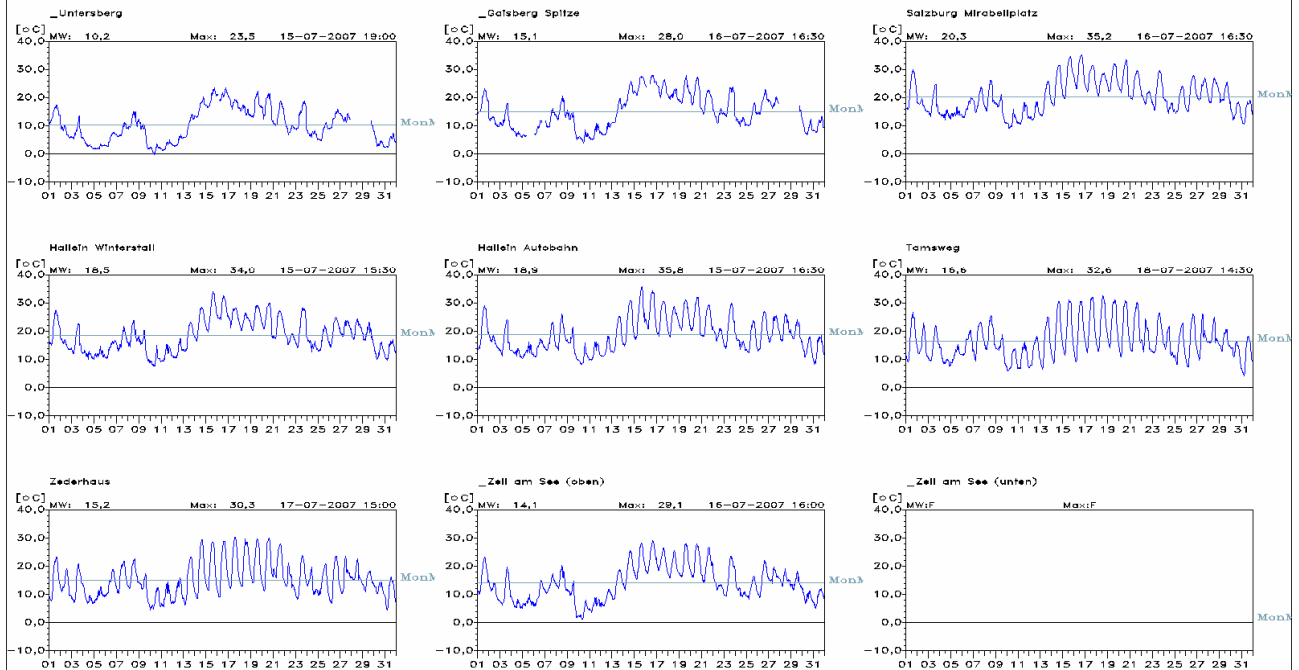 _Untersberg
[oC] MW: 10,2 Max: 23,5 15-07-2007 19:00
40,0
30,0
20,0
10,0
0,0
-10,0
MonM
01 03 05 07 09 11 13 15 17 19 21 23 25 27 29 31
_Gaisberg Spitze
[oC] MW: 15,1 Max: 28,0 16-07-2007 16:30
40,0
30,0
20,0
10,0
0,0
-10,0
MonM
01 03 05 07 09 11 13 15 17 19 21 23 25 27 29 31
Salzburg Mirabellplatz
[oC] MW: 20,3 Max: 35,2 16-07-2007 16:30
40,0
30,0
20,0
10,0
0,0
-10,0
MonM
01 03 05 07 09 11 13 15 17 19 21 23 25 27 29 31
Hallein Winterstall
[oC] MW: 18,5 Max: 34,0 15-07-2007 15:30
40,0
30,0
20,0
10,0
0,0
-10,0
MonM
01 03 05 07 09 11 13 15 17 19 21 23 25 27 29 31
Hallein Autobahn
[oC] MW: 18,9 Max: 35,8 15-07-2007 16:30
40,0
30,0
20,0
10,0
0,0
-10,0
MonM
01 03 05 07 09 11 13 15 17 19 21 23 25 27 29 31
Tamsweg
[oC] MW: 16,6 Max: 32,6 18-07-2007 14:30
40,0
30,0
20,0
10,0
0,0
-10,0
MonM
01 03 05 07 09 11 13 15 17 19 21 23 25 27 29 31
Zederhaus
[oC] MW: 15,2 Max: 30,3 17-07-2007 15:00
40,0
30,0
20,0
10,0
0,0
-10,0
MonM
01 03 05 07 09 11 13 15 17 19 21 23 25 27 29 31
_Zell am See (oben)
[oC] MW: 14,1 Max: 29,1 16-07-2007 16:00
40,0
30,0
20,0
10,0
0,0
-10,0
MonM
01 03 05 07 09 11 13 15 17 19 21 23 25 27 29 31
_Zell am See (unten)
[oC] MW:F Max:F
40,0
30,0
20,0
10,0
0,0
-10,0
MonM
01 03 05 07 09 11 13 15 17 19 21 23 25 27 29 31